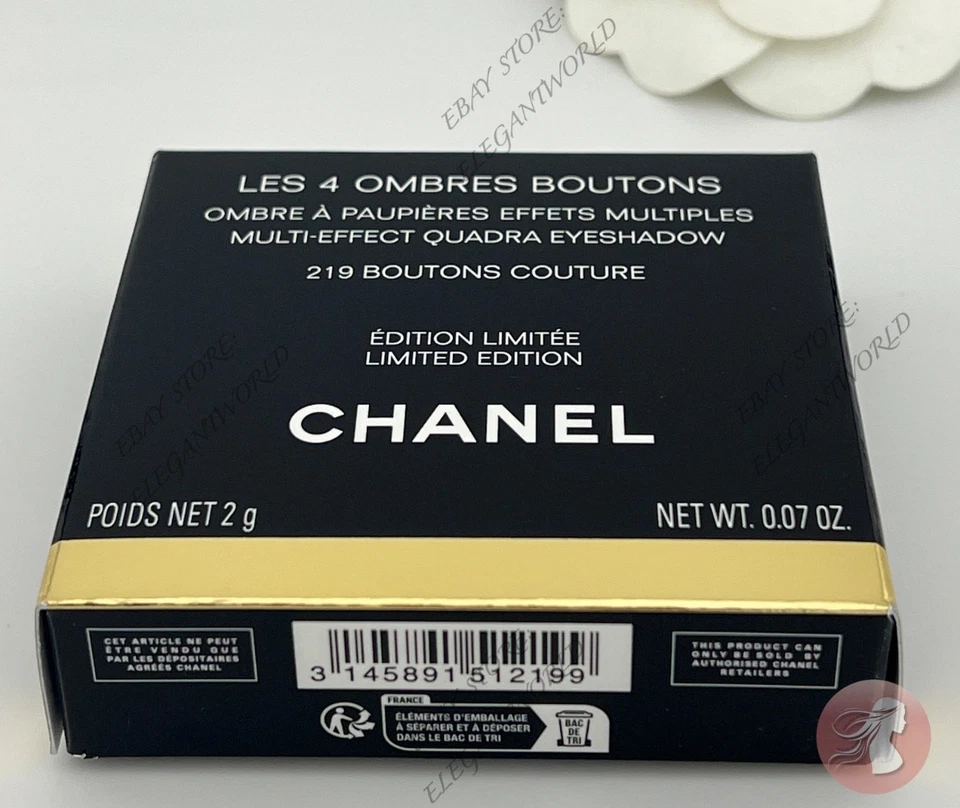 EBAY STORE:
ELEGANTWORLD
LES 4 OMBRES BOUTONS
OMBRE À PAUPIÈRES EFFETS MULTIPLES
MULTI-EFFECT QUADRA EYESHADOW
219 BOUTONS COUTURE
ÉDITION LIMITÉE
LIMITED EDITION
CHANEL
EBAY STORE:
ELEGANTWORLD
EBAY STORE:
ELEGANTWORLD
POIDS NET 2 g
NET WT. 0.07 OZ.
CET ARTICLE NE PEUT
ÊTRE VENDU QUE
PAR LES DÉPOSITAIRES
AGRÉÉS CHANEL
3 145891 512199
THIS PRODUCT CAN
ONLY BE SOLD BY
AUTHORISED CHANEL
RETAILERS
FRANCE
ÉLÉMENTS D'EMBALLAGE
À SÉPARER ET À DÉPOSER
DANS LE BAC DE TRI
BAC
DE
TRI
EBAY STORE:
ELEGANTWORLD